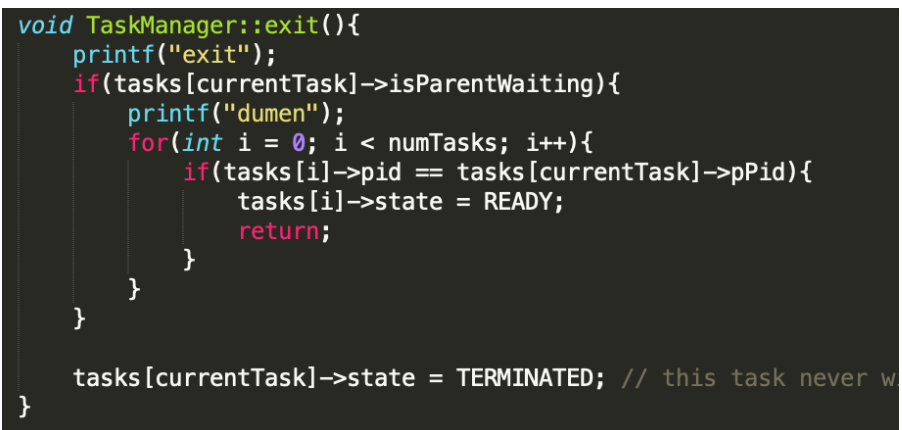 void TaskManager::exit(){
    printf("exit");
    if(tasks[currentTask]->isParentWaiting){
        printf("dumen");
        for(int i = 0; i < numTasks; i++){
            if(tasks[i]->pid == tasks[currentTask]->pPid){
                tasks[i]->state = READY;
                return;
            }
        }
    }
    tasks[currentTask]->state = TERMINATED; // this task never
}